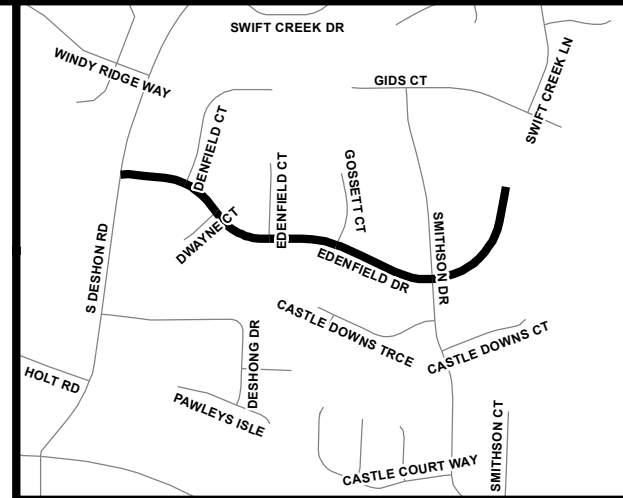 SWIFT CREEK DR
WINDY RIDGE WAY
GIDS CT
SWIFT CREEK LN
DENFIELD CT
EDENFIELD CT
GOSSETT CT
DWAYNE CT
S DESHON RD
EDENFIELD DR
SMITHSON DR
CASTLE DOWNS TRCE
CASTLE DOWNS CT
DESHONG DR
HOLT RD
PAWLEYS ISLE
SMITHSON CT
CASTLE COURT WAY